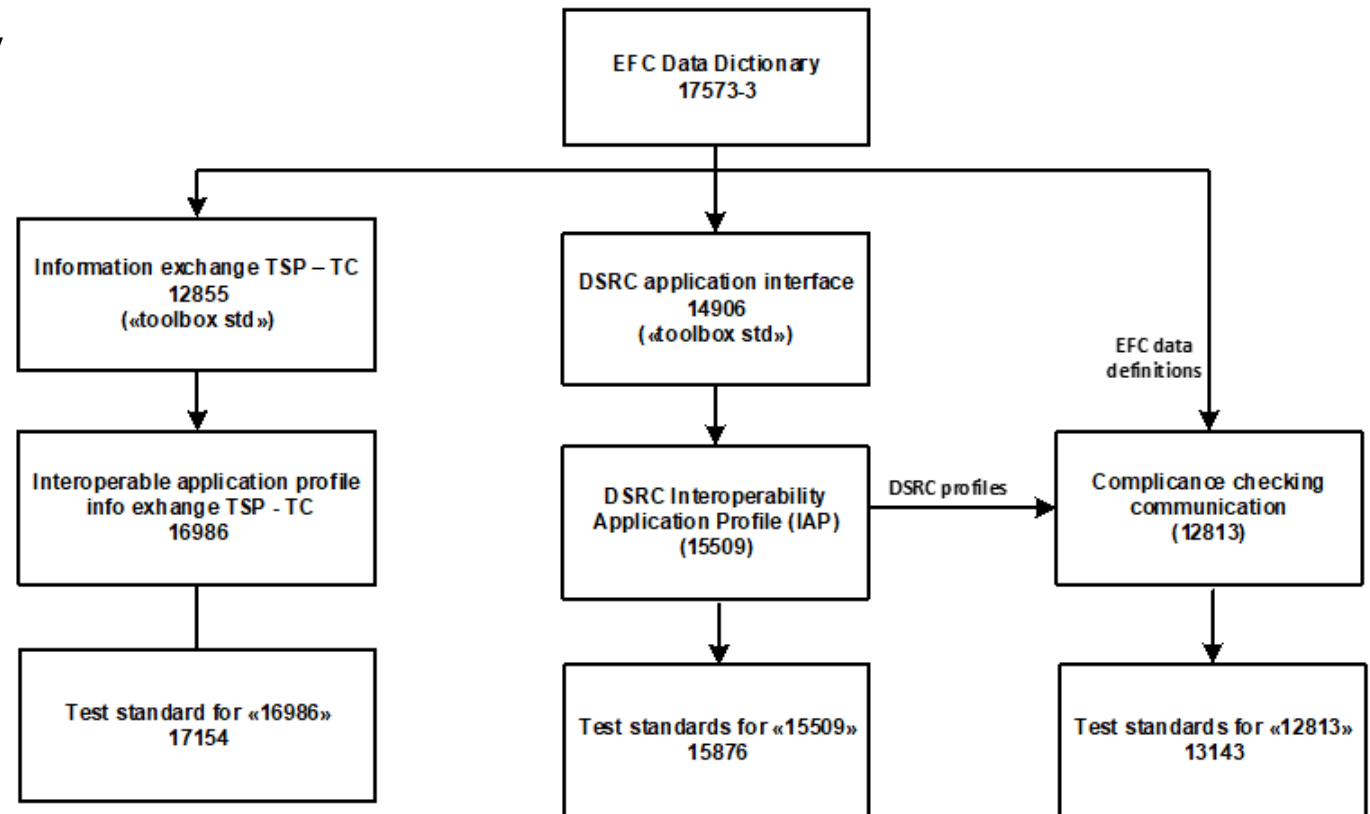 EFC Data Dictionary
17573-3
Information exchange TSP – TC
12855
(«toolbox std»)
DSRC application interface
14906
(«toolbox std»)
EFC data
definitions
Interoperable application profile
info exhange TSP - TC
16986
DSRC Interoperability
Application Profile (IAP)
(15509)
DSRC profiles
Complicance checking
communication
(12813)
Test standard for «16986»
17154
Test standards for «15509»
15876
Test standards for «12813»
13143